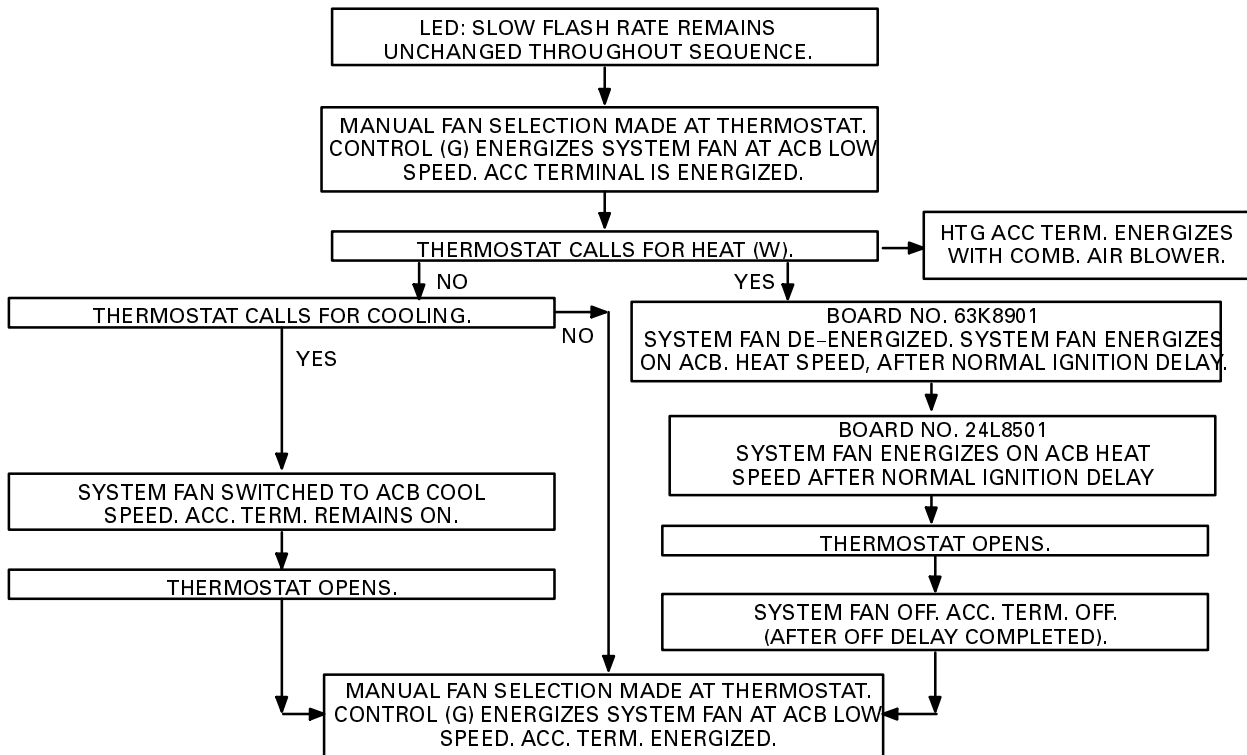 LED: SLOW FLASH RATE REMAINS
UNCHANGED THROUGHOUT SEQUENCE.
MANUAL FAN SELECTION MADE AT THERMOSTAT.
CONTROL (G) ENERGIZES SYSTEM FAN AT ACB LOW
SPEED. ACC TERMINAL IS ENERGIZED.
THERMOSTAT CALLS FOR HEAT (W).
HTG ACC TERM. ENERGIZES
WITH COMB. AIR BLOWER.
NO
YES
THERMOSTAT CALLS FOR COOLING.
NO
YES
BOARD NO. 63K8901
SYSTEM FAN DE–ENERGIZED. SYSTEM FAN ENERGIZES
ON ACB. HEAT SPEED, AFTER NORMAL IGNITION DELAY.
BOARD NO. 24L8501
SYSTEM FAN ENERGIZES ON ACB HEAT
SPEED AFTER NORMAL IGNITION DELAY
SYSTEM FAN SWITCHED TO ACB COOL
SPEED. ACC. TERM. REMAINS ON.
THERMOSTAT OPENS.
THERMOSTAT OPENS.
SYSTEM FAN OFF. ACC. TERM. OFF.
(AFTER OFF DELAY COMPLETED).
MANUAL FAN SELECTION MADE AT THERMOSTAT.
CONTROL (G) ENERGIZES SYSTEM FAN AT ACB LOW
SPEED. ACC. TERM. ENERGIZED.